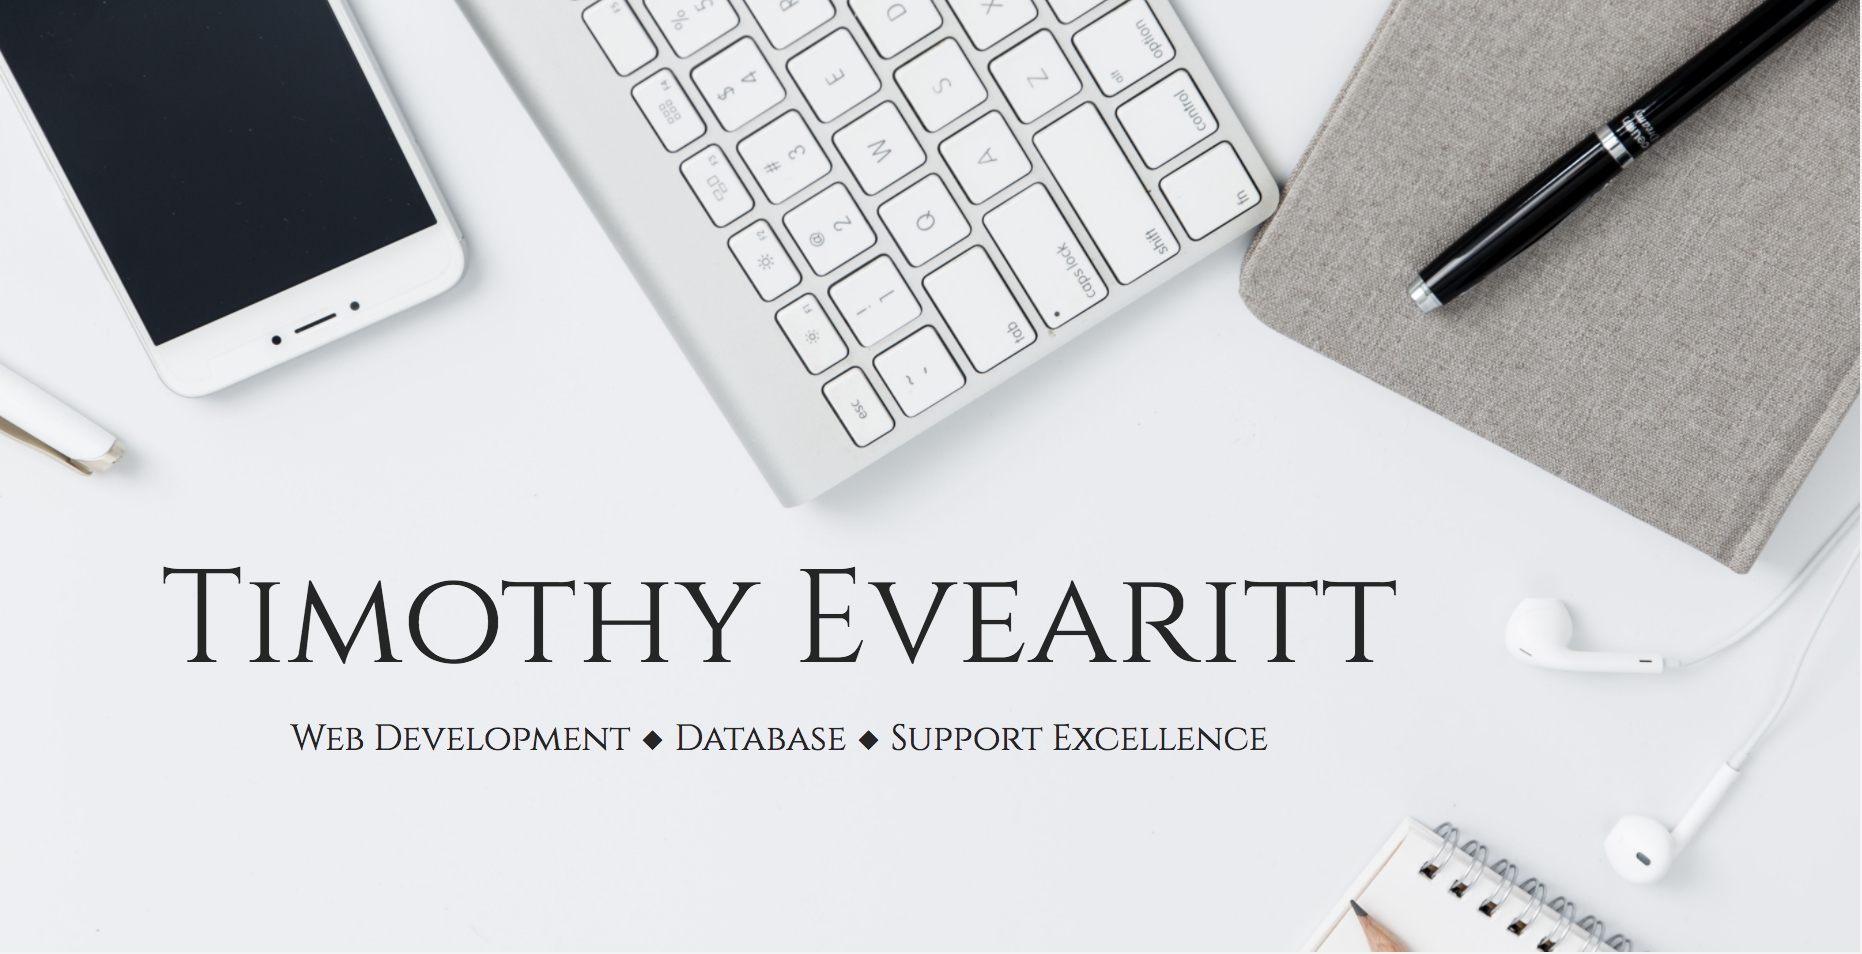 F5
%
5
R
D
X
option
alt
F4
$
4
E
S
Z
control
F3
#
3
W
A
shift
fn
F2
@
2
Q
caps lock
F1
!
1
tab
esc
~
Timothy Evearitt
Web Development ◆ Database ◆ Support Excellence